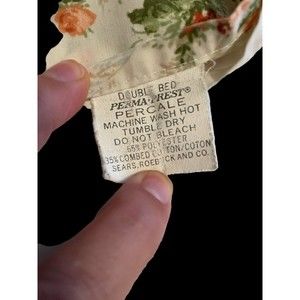 DOUBLE BED
PERMA-PREST®
PERCALE
MACHINE WASH HOT
TUMBLE DRY
DO NOT BLEACH
65% POLYESTER
35% COMBED COTTON/COTON
SEARS, ROEBUCK AND CO.